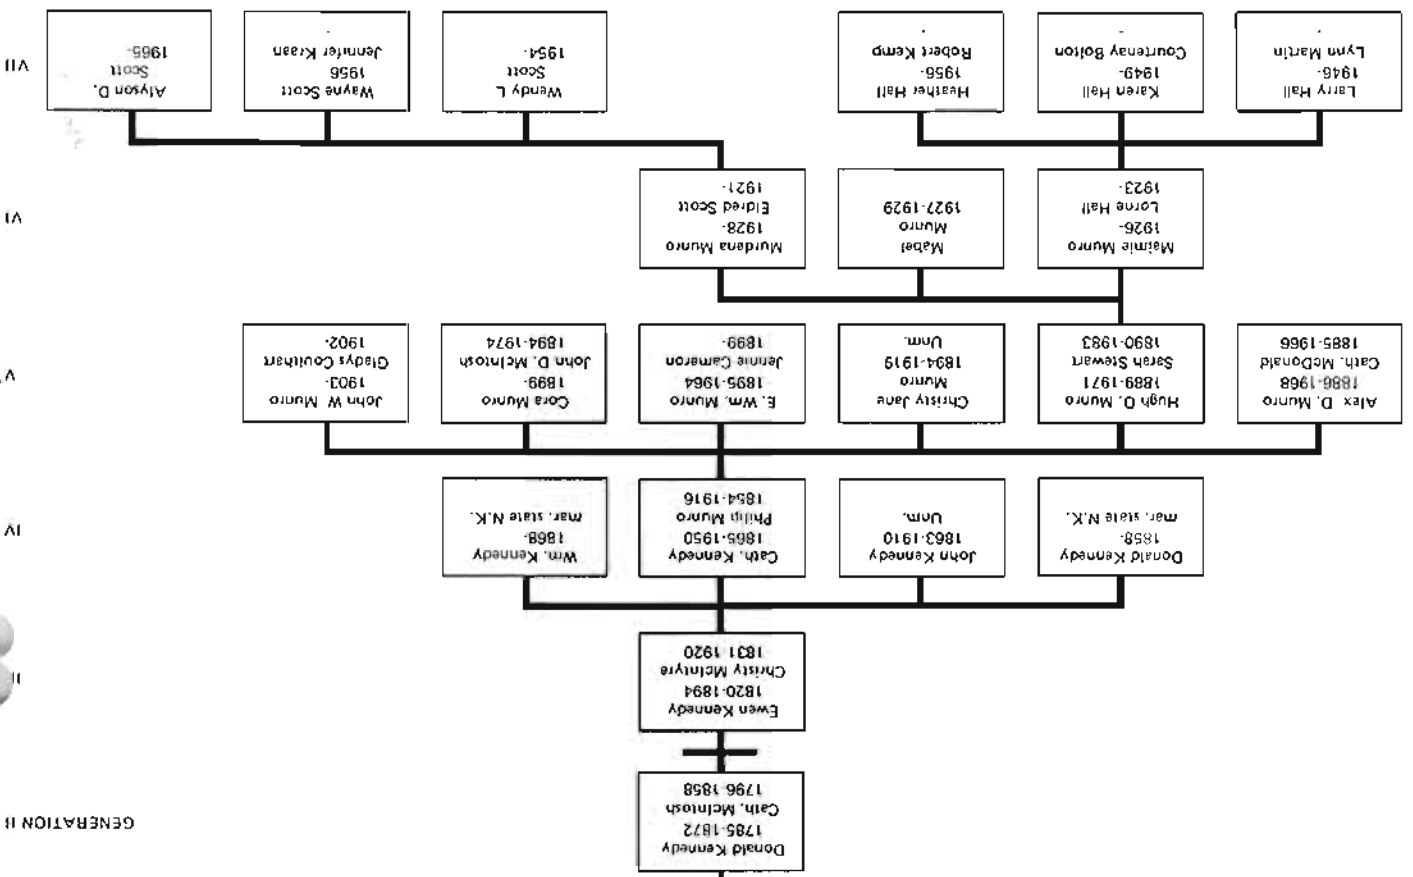 GENERATION II
Donald Kennedy
1785-1872
Cath. McIntosh
1796-1858
Ewen Kennedy
1820-1894
Christy McIntyre
1831-1920
IV
Donald Kennedy
1858-
mar. state N.K.
John Kennedy
1863-1910
Unm.
Cath. Kennedy
1865-1950
Philip Munro
1854-1916
Wm. Kennedy
1868-
mar. state N.K.
V
Alex. D. Munro
1886-1968
Cath. McDonald
1885-1966
Hugh D. Munro
1889-1971
Sarah Stewart
1890-1983
Christy Jane
Munro
1894-1919
Unm.
E. Wm. Munro
1895-1964
Jennie Cameron
1899-
Cora Munro
1899-
John D. McIntosh
1894-1974
John W. Munro
1903-
Gladys Coulthart
1902-
VI
Maimie Munro
1926-
Lorne Hall
1923-
Mabel
Munro
1927-1929
Murdena Munro
1928-
Eldred Scott
1921-
VII
Larry Hall
1946-
Lynn Martin
-
Karen Hall
1949-
Courtenay Bolton
-
Heather Hall
1956-
Robert Kemp
-
Wendy L.
Scott
1954-
Wayne Scott
1956
Jennifer Kraan
-
Alyson D.
Scott
1965-